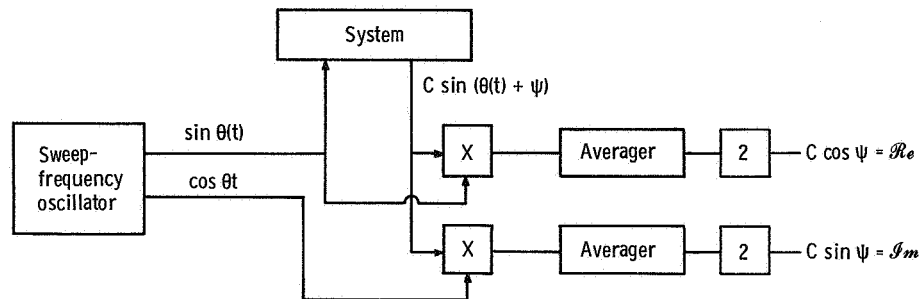 System
C sin (θ(t) + ψ)
sin θ(t)
Sweep-
frequency
oscillator
cos θt
X
Averager
2
C cos ψ = ℛe
X
Averager
2
C sin ψ = ℐm